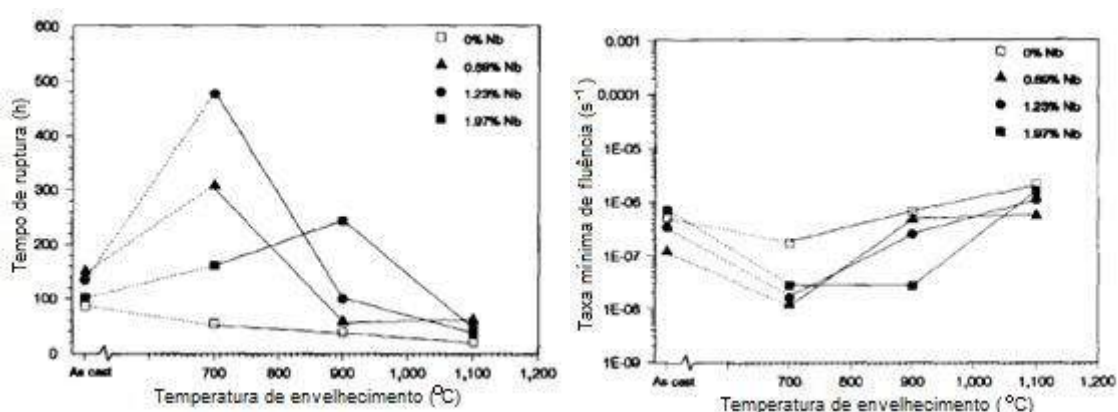 600
500
400
300
200
100
0
Tempo de ruptura (h)
0% Nb
0.69% Nb
1.23% Nb
1.97% Nb
As cast
700
800
900
1,000
1,100
1,200
Temperatura de envelhecimento (ºC)
0.001
0.0001
1E-05
1E-06
1E-07
1E-08
1E-09
Taxa mínima de fluência (s⁻¹)
0% Nb
0.69% Nb
1.23% Nb
1.97% Nb
As cast
700
800
900
1,000
1,100
1,200
Temperatura de envelhecimento (ºC)